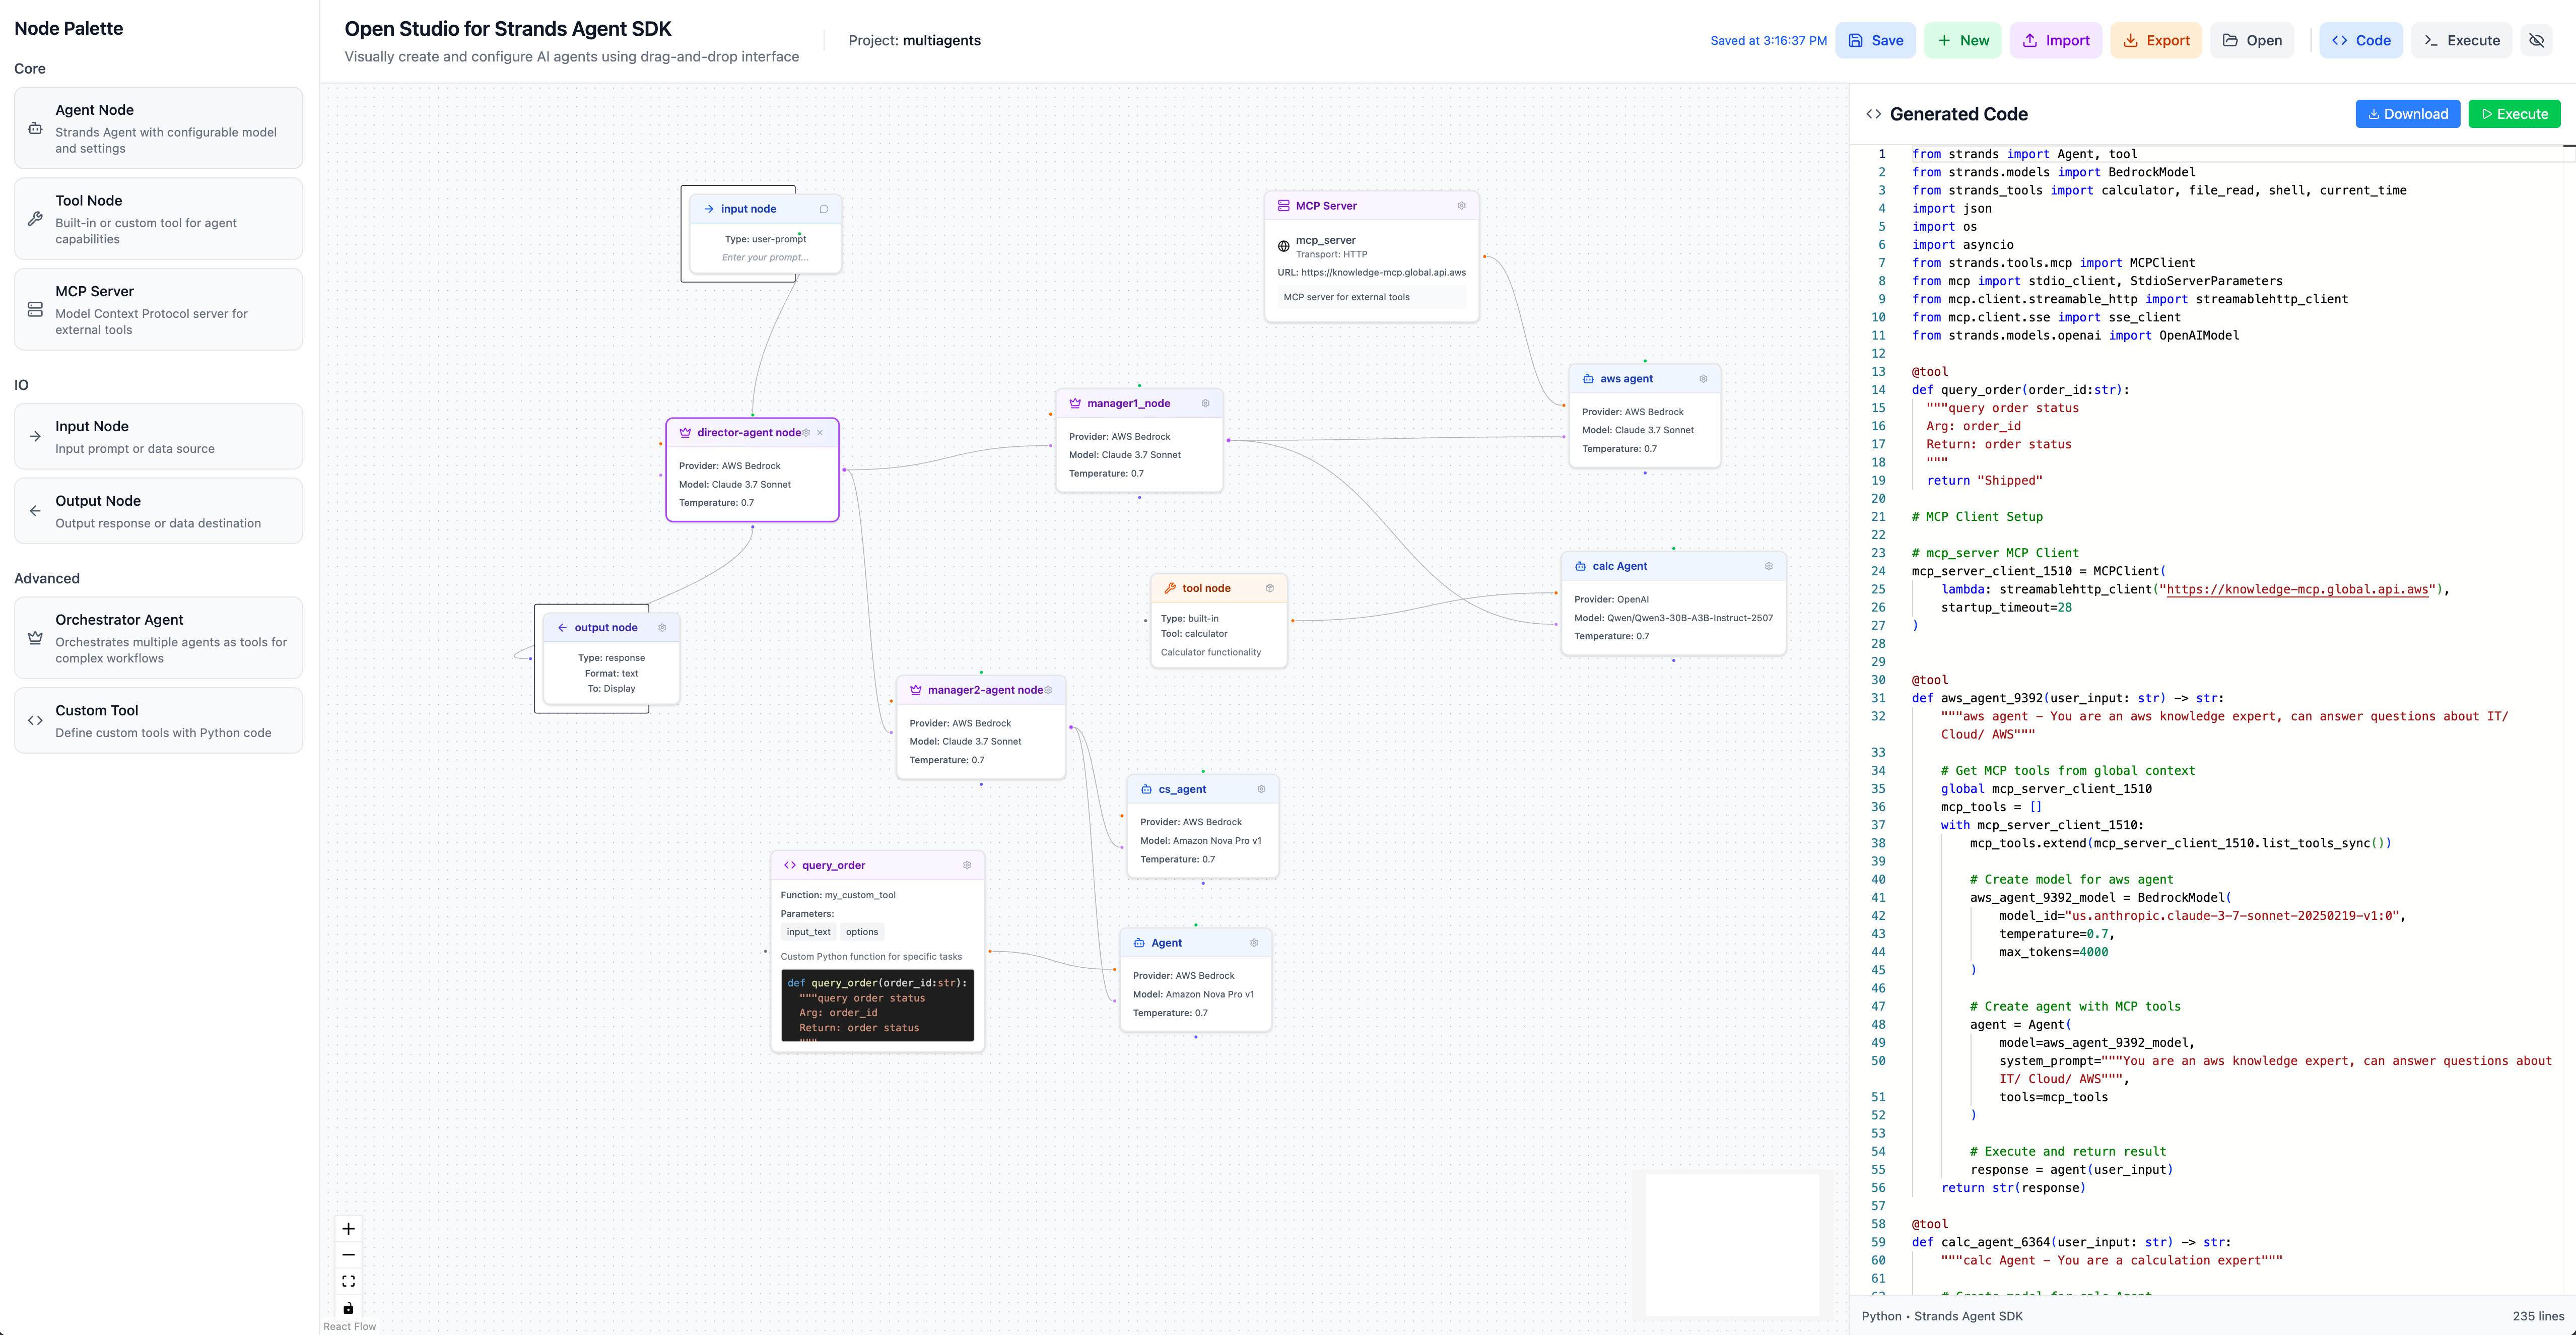 Node Palette
Core
Agent Node
Strands Agent with configurable model
and settings
Tool Node
Built-in or custom tool for agent
capabilities
MCP Server
Model Context Protocol server for
external tools
IO
Input Node
Input prompt or data source
Output Node
Output response or data destination
Advanced
Orchestrator Agent
Orchestrates multiple agents as tools for
complex workflows
Custom Tool
Define custom tools with Python code
Open Studio for Strands Agent SDK
Visually create and configure AI agents using drag-and-drop interface
Project: multiagents
Saved at 3:16:37 PM
Save
New
Import
Export
Open
Code
Execute
input node
Type: user-prompt
Enter your prompt...
MCP Server
mcp_server
Transport: HTTP
URL: https://knowledge-mcp.global.api.aws
MCP server for external tools
aws agent
Provider: AWS Bedrock
Model: Claude 3.7 Sonnet
Temperature: 0.7
manager1_node
Provider: AWS Bedrock
Model: Claude 3.7 Sonnet
Temperature: 0.7
director-agent node
Provider: AWS Bedrock
Model: Claude 3.7 Sonnet
Temperature: 0.7
calc Agent
Provider: OpenAI
Model: Qwen/Qwen3-30B-A3B-Instruct-2507
Temperature: 0.7
tool node
Type: built-in
Tool: calculator
Calculator functionality
output node
Type: response
Format: text
To: Display
manager2-agent node
Provider: AWS Bedrock
Model: Claude 3.7 Sonnet
Temperature: 0.7
cs_agent
Provider: AWS Bedrock
Model: Amazon Nova Pro v1
Temperature: 0.7
query_order
Function: my_custom_tool
Parameters:
input_text options
Custom Python function for specific tasks
def query_order(order_id:str):
"""query order status
Arg: order_id
Return: order status
"""
Agent
Provider: AWS Bedrock
Model: Amazon Nova Pro v1
Temperature: 0.7
React Flow
Generated Code
Download
Execute
1 from strands import Agent, tool
2 from strands.models import BedrockModel
3 from strands_tools import calculator, file_read, shell, current_time
4 import json
5 import os
6 import asyncio
7 from strands.tools.mcp import MCPClient
8 from mcp import stdio_client, StdioServerParameters
9 from mcp.client.streamable_http import streamablehttp_client
10 from mcp.client.sse import sse_client
11 from strands.models.openai import OpenAIModel
12
13 @tool
14 def query_order(order_id:str):
15 """query order status
16 Arg: order_id
17 Return: order status
18 """
19 return "Shipped"
20
21 # MCP Client Setup
22
23 # mcp_server MCP Client
24 mcp_server_client_1510 = MCPClient(
25 lambda: streamablehttp_client("https://knowledge-mcp.global.api.aws"),
26 startup_timeout=28
27 )
28
29
30 @tool
31 def aws_agent_9392(user_input: str) -> str:
32 """aws agent - You are an aws knowledge expert, can answer questions about IT/
Cloud/ AWS"""
33
34 # Get MCP tools from global context
35 global mcp_server_client_1510
36 mcp_tools = []
37 with mcp_server_client_1510:
38 mcp_tools.extend(mcp_server_client_1510.list_tools_sync())
39
40 # Create model for aws agent
41 aws_agent_9392_model = BedrockModel(
42 model_id="us.anthropic.claude-3-7-sonnet-20250219-v1:0",
43 temperature=0.7,
44 max_tokens=4000
45 )
46
47 # Create agent with MCP tools
48 agent = Agent(
49 model=aws_agent_9392_model,
50 system_prompt="""You are an aws knowledge expert, can answer questions about
IT/ Cloud/ AWS""",
51 tools=mcp_tools
52 )
53
54 # Execute and return result
55 response = agent(user_input)
56 return str(response)
57
58 @tool
59 def calc_agent_6364(user_input: str) -> str:
60 """calc Agent - You are a calculation expert"""
61
Python • Strands Agent SDK
235 lines